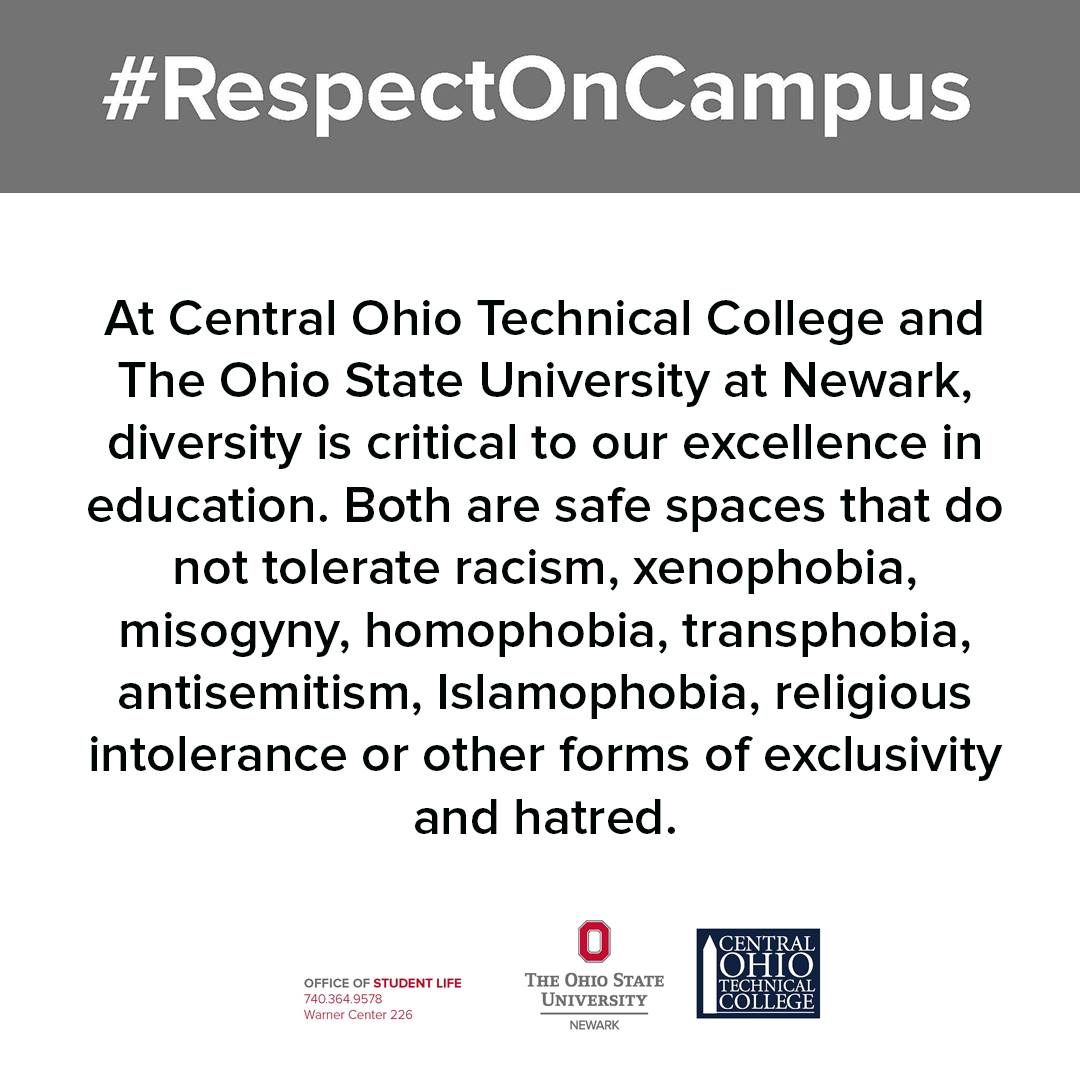 #RespectOnCampus
At Central Ohio Technical College and
The Ohio State University at Newark,
diversity is critical to our excellence in
education. Both are safe spaces that do
not tolerate racism, xenophobia,
misogyny, homophobia, transphobia,
antisemitism, Islamophobia, religious
intolerance or other forms of exclusivity
and hatred.
OFFICE OF STUDENT LIFE
740.364.9578
Warner Center 226
THE OHIO STATE
UNIVERSITY
NEWARK
CENTRAL
OHIO
TECHNICAL
COLLEGE